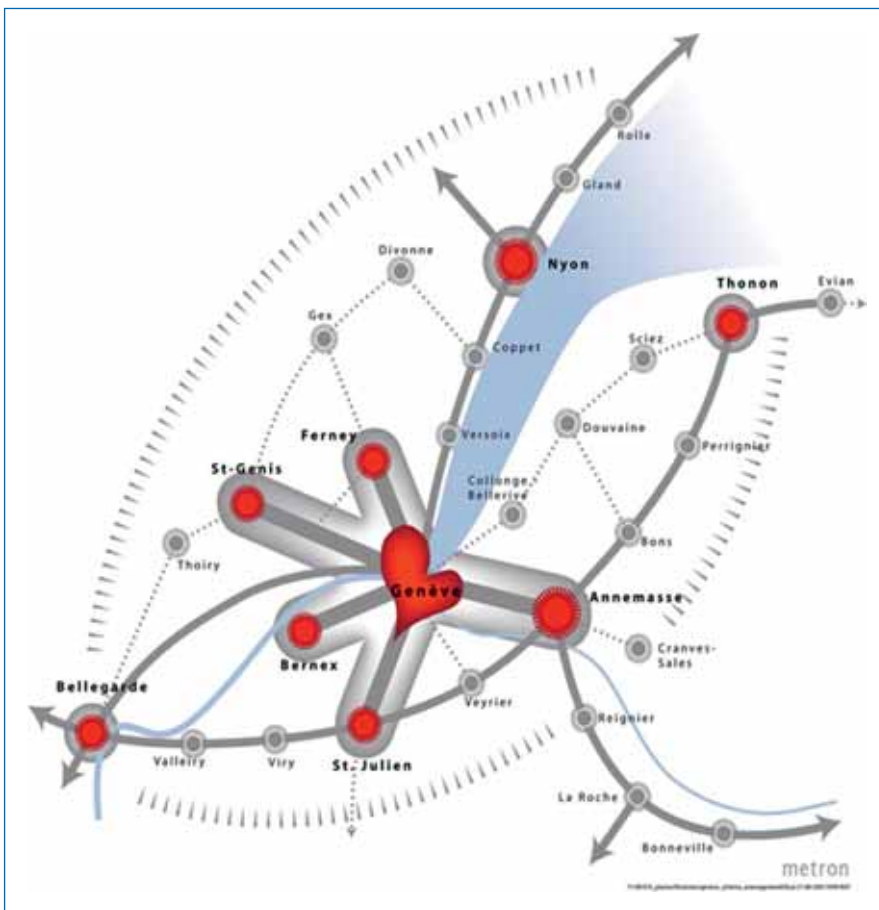 Rolle
Gland
Divonne
Nyon
Thonon
Evian
Gex
Sciez
Coppet
Ferney
Versoix
Douvaine
Perrignier
St-Genis
Collonge,
Bellerive
Bons
Thoiry
Genève
Annemasse
Bernex
Cranves-
Sales
Bellegarde
Veyrier
Reignier
Valleiry
Viry
St. Julien
La Roche
Bonneville
metron